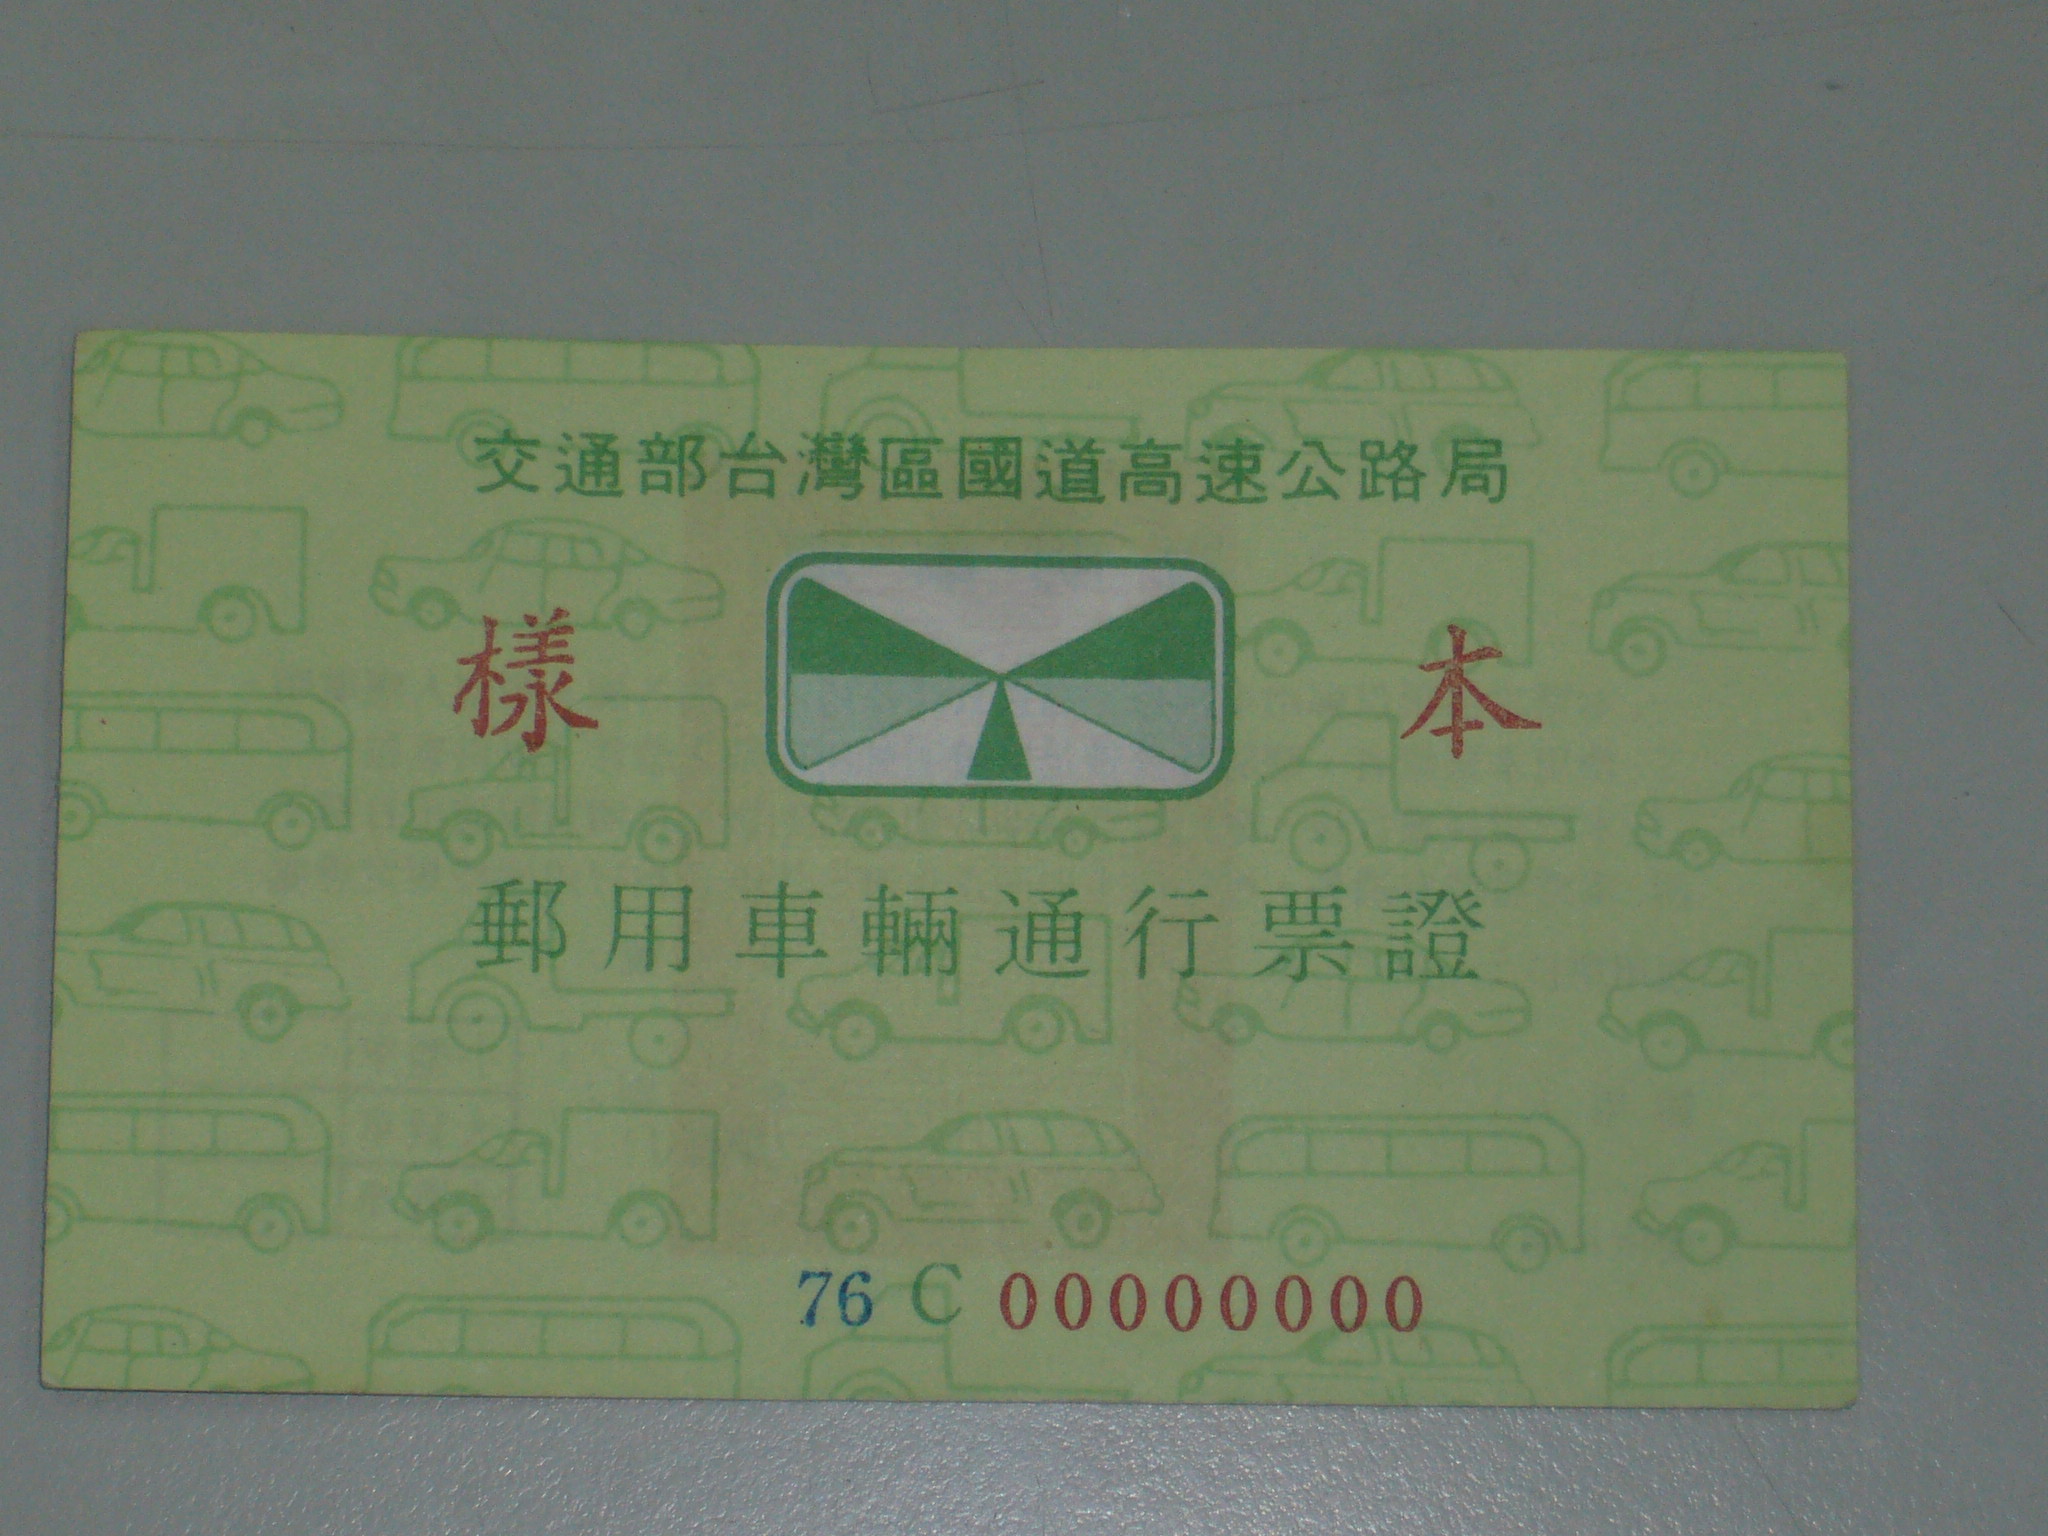 交通部台灣區國道高速公路局
樣 本
郵用車輛通行票證
76 C 00000000